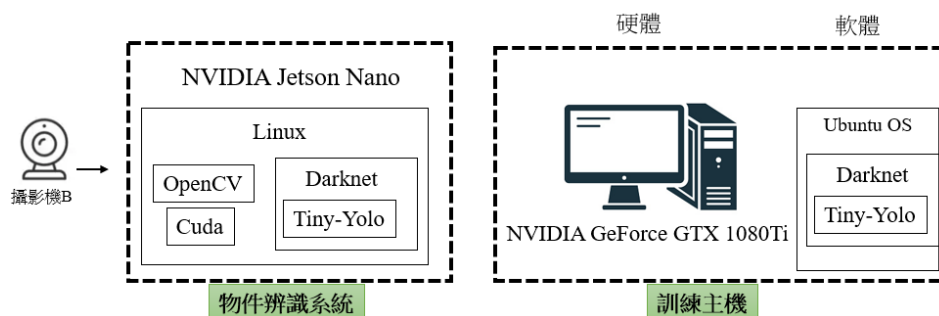 硬體
軟體
NVIDIA Jetson Nano
Linux
OpenCV
Cuda
Darknet
Tiny-Yolo
攝影機B
物件辨識系統
Ubuntu OS
Darknet
Tiny-Yolo
NVIDIA GeForce GTX 1080Ti
訓練主機